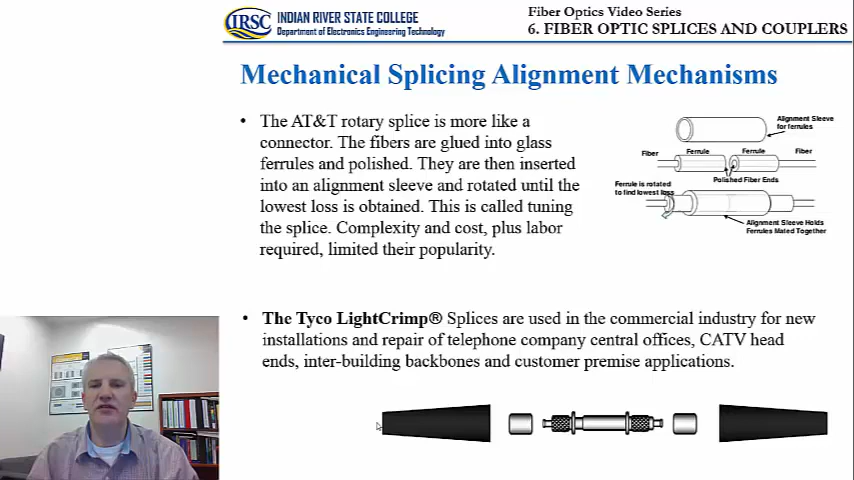 IRSC
INDIAN RIVER STATE COLLEGE
Department of Electronics Engineering Technology
Fiber Optics Video Series
6. FIBER OPTIC SPLICES AND COUPLERS
Mechanical Splicing Alignment Mechanisms
• The AT&T rotary splice is more like a
connector. The fibers are glued into glass
ferrules and polished. They are then inserted
into an alignment sleeve and rotated until the
lowest loss is obtained. This is called tuning
the splice. Complexity and cost, plus labor
required, limited their popularity.
Alignment Sleeve
for ferrules
Fiber
Ferrule
Ferrule
Fiber
Polished Fiber Ends
Ferrule is rotated
to find lowest loss
Alignment Sleeve Holds
Ferrules Mated Together
• The Tyco LightCrimp® Splices are used in the commercial industry for new
installations and repair of telephone company central offices, CATV head
ends, inter-building backbones and customer premise applications.